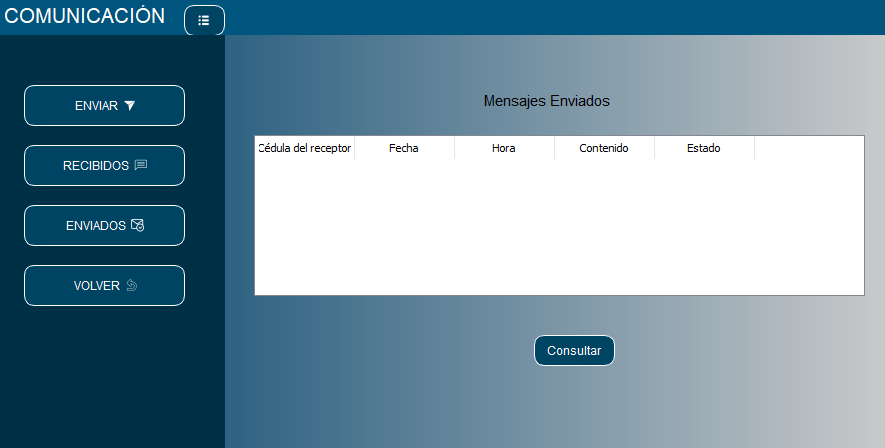 COMUNICACIÓN
ENVIAR
RECIBIDOS
ENVIADOS
VOLVER
Mensajes Enviados
Cédula del receptor Fecha Hora Contenido Estado
Consultar